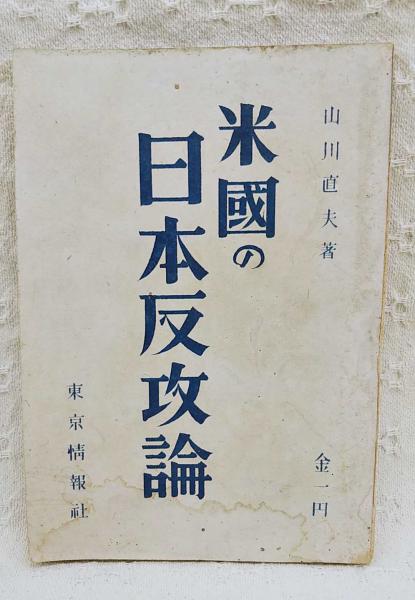 山川直夫著
米國の
日本反攻論
東京情報社
金一円